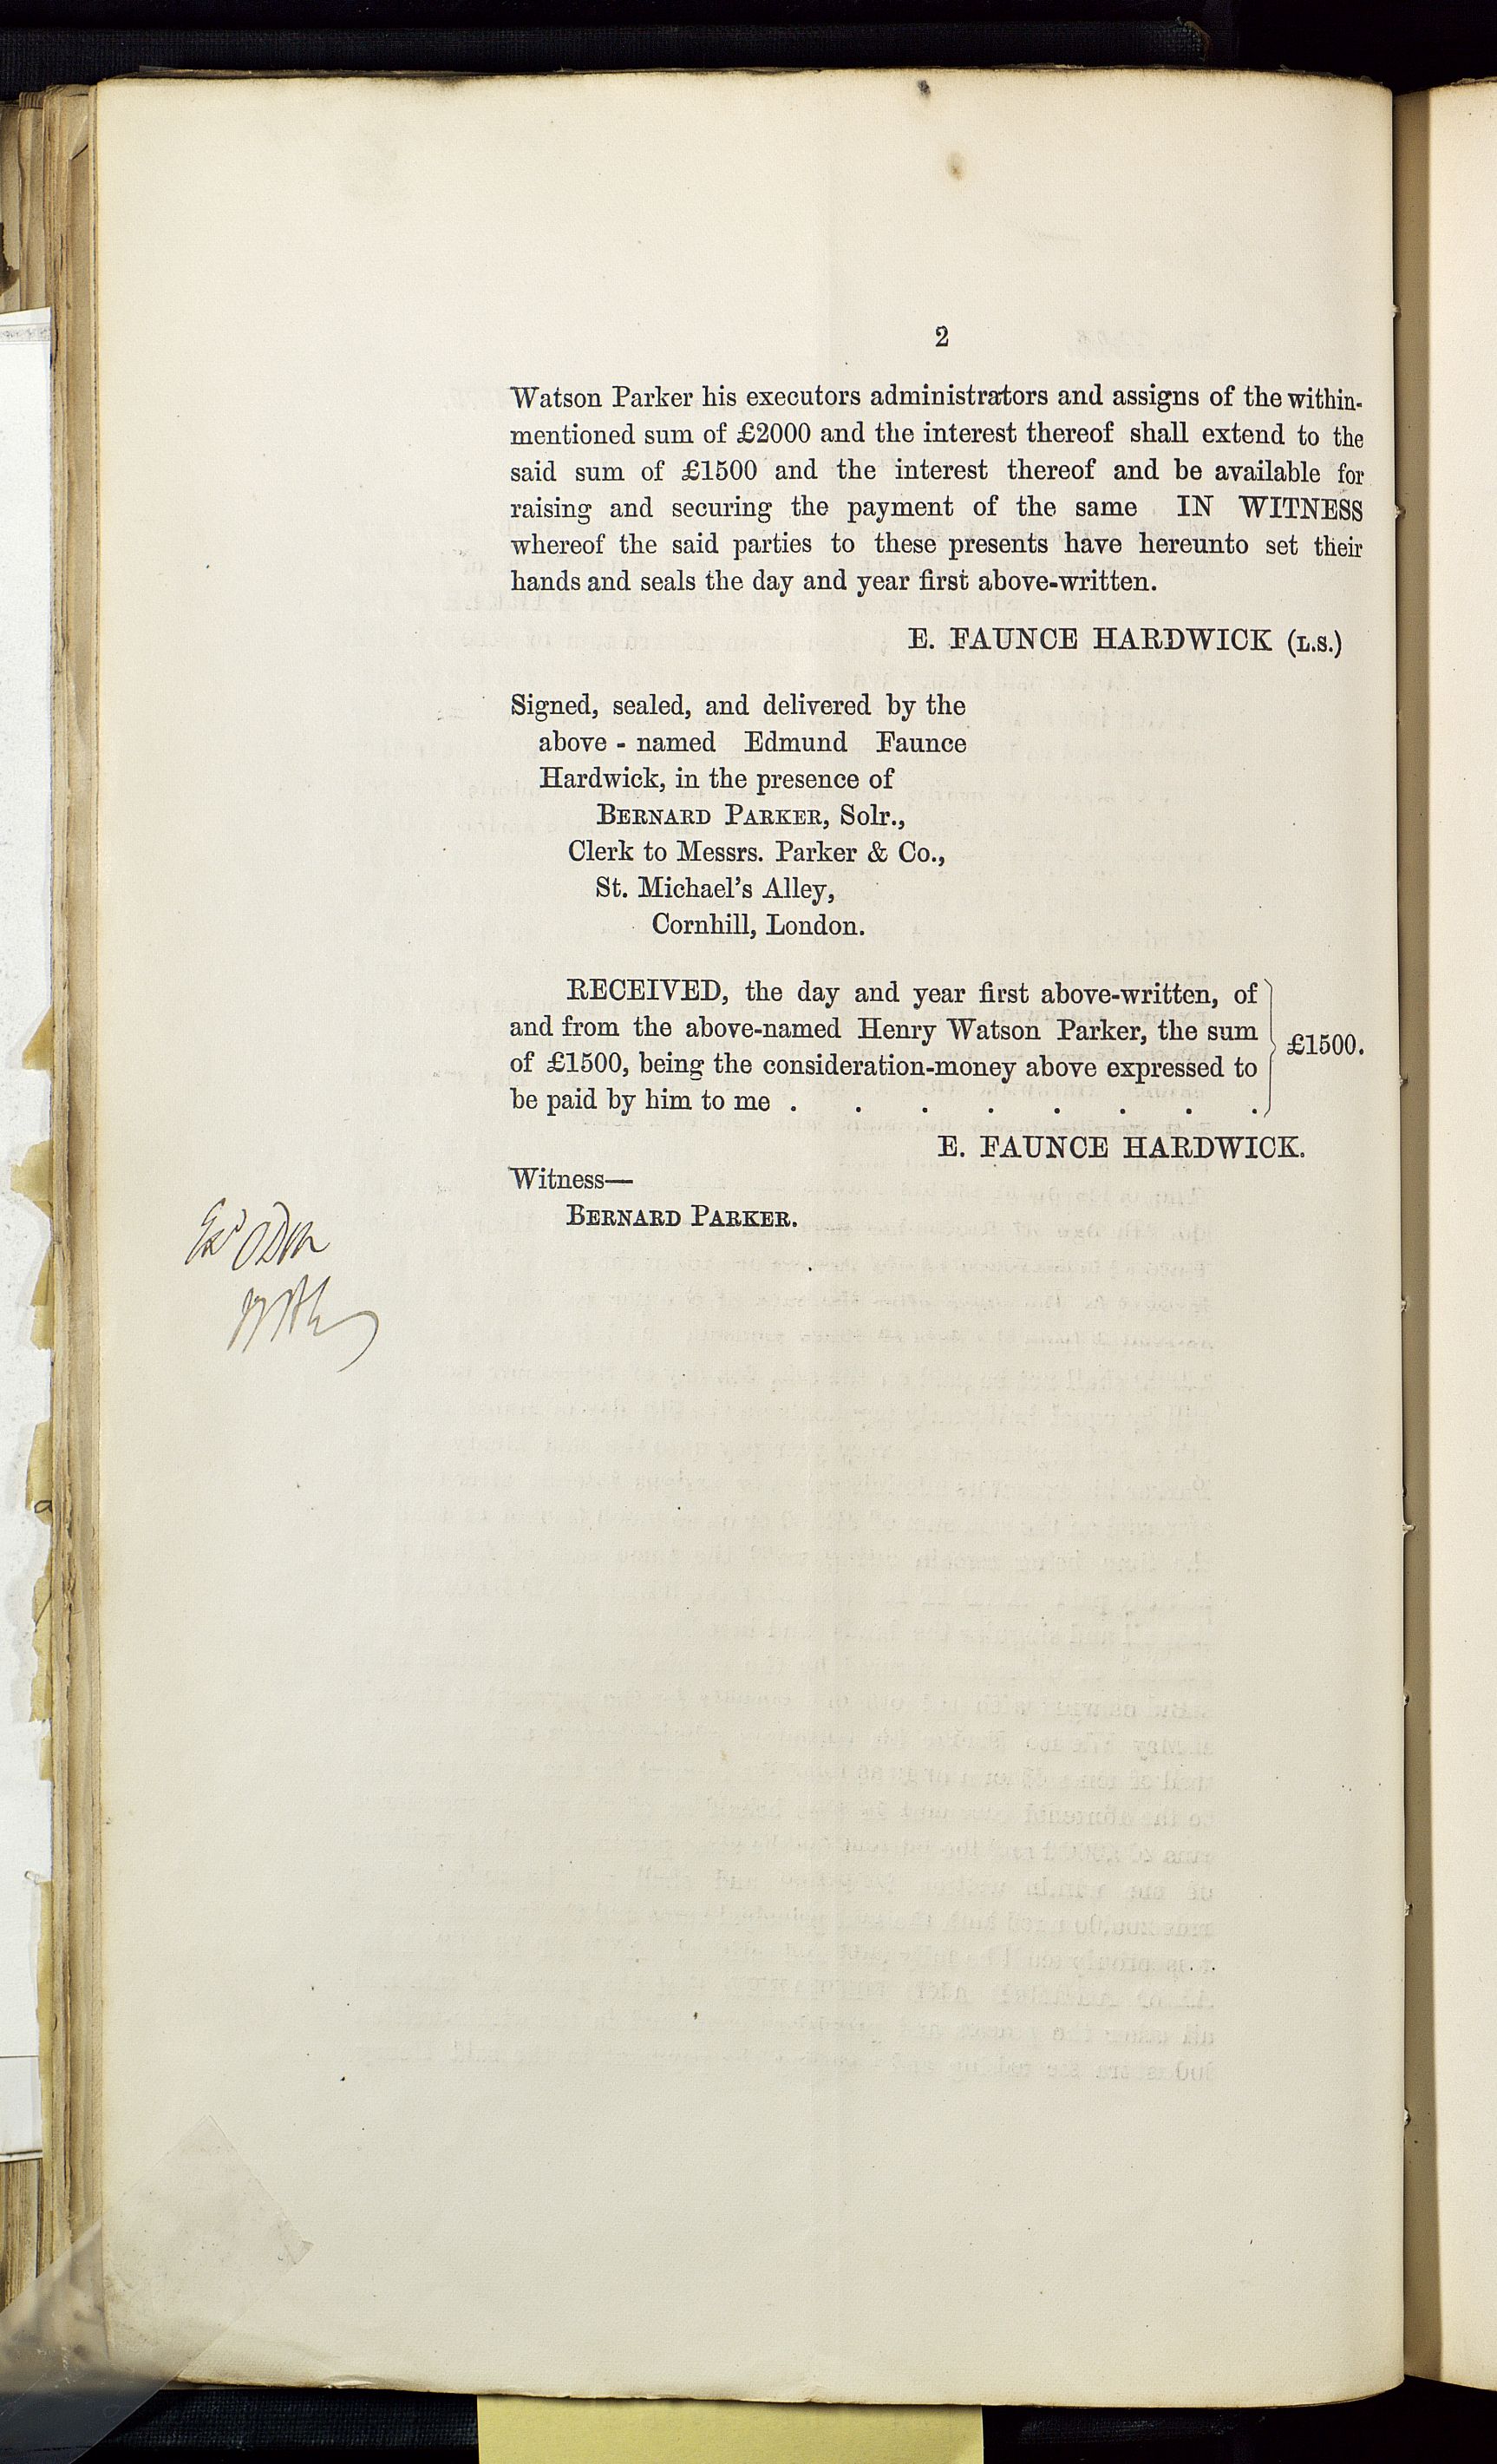 2
Watson Parker his executors administrators and assigns of the within-
mentioned sum of £2000 and the interest thereof shall extend to the
said sum of £1500 and the interest thereof and be available for
raising and securing the payment of the same IN WITNESS
whereof the said parties to these presents have hereunto set their
hands and seals the day and year first above-written.
E. FAUNCE HARDWICK (L.S.)
Signed, sealed, and delivered by the
above - named Edmund Faunce
Hardwick, in the presence of
BERNARD PARKER, Solr.,
Clerk to Messrs. Parker & Co.,
St. Michael's Alley,
Cornhill, London.
RECEIVED, the day and year first above-written, of
and from the above-named Henry Watson Parker, the sum
of £1500, being the consideration-money above expressed to
be paid by him to me . . . . . . . .
£1500.
E. FAUNCE HARDWICK.
Witness—
BERNARD PARKER.